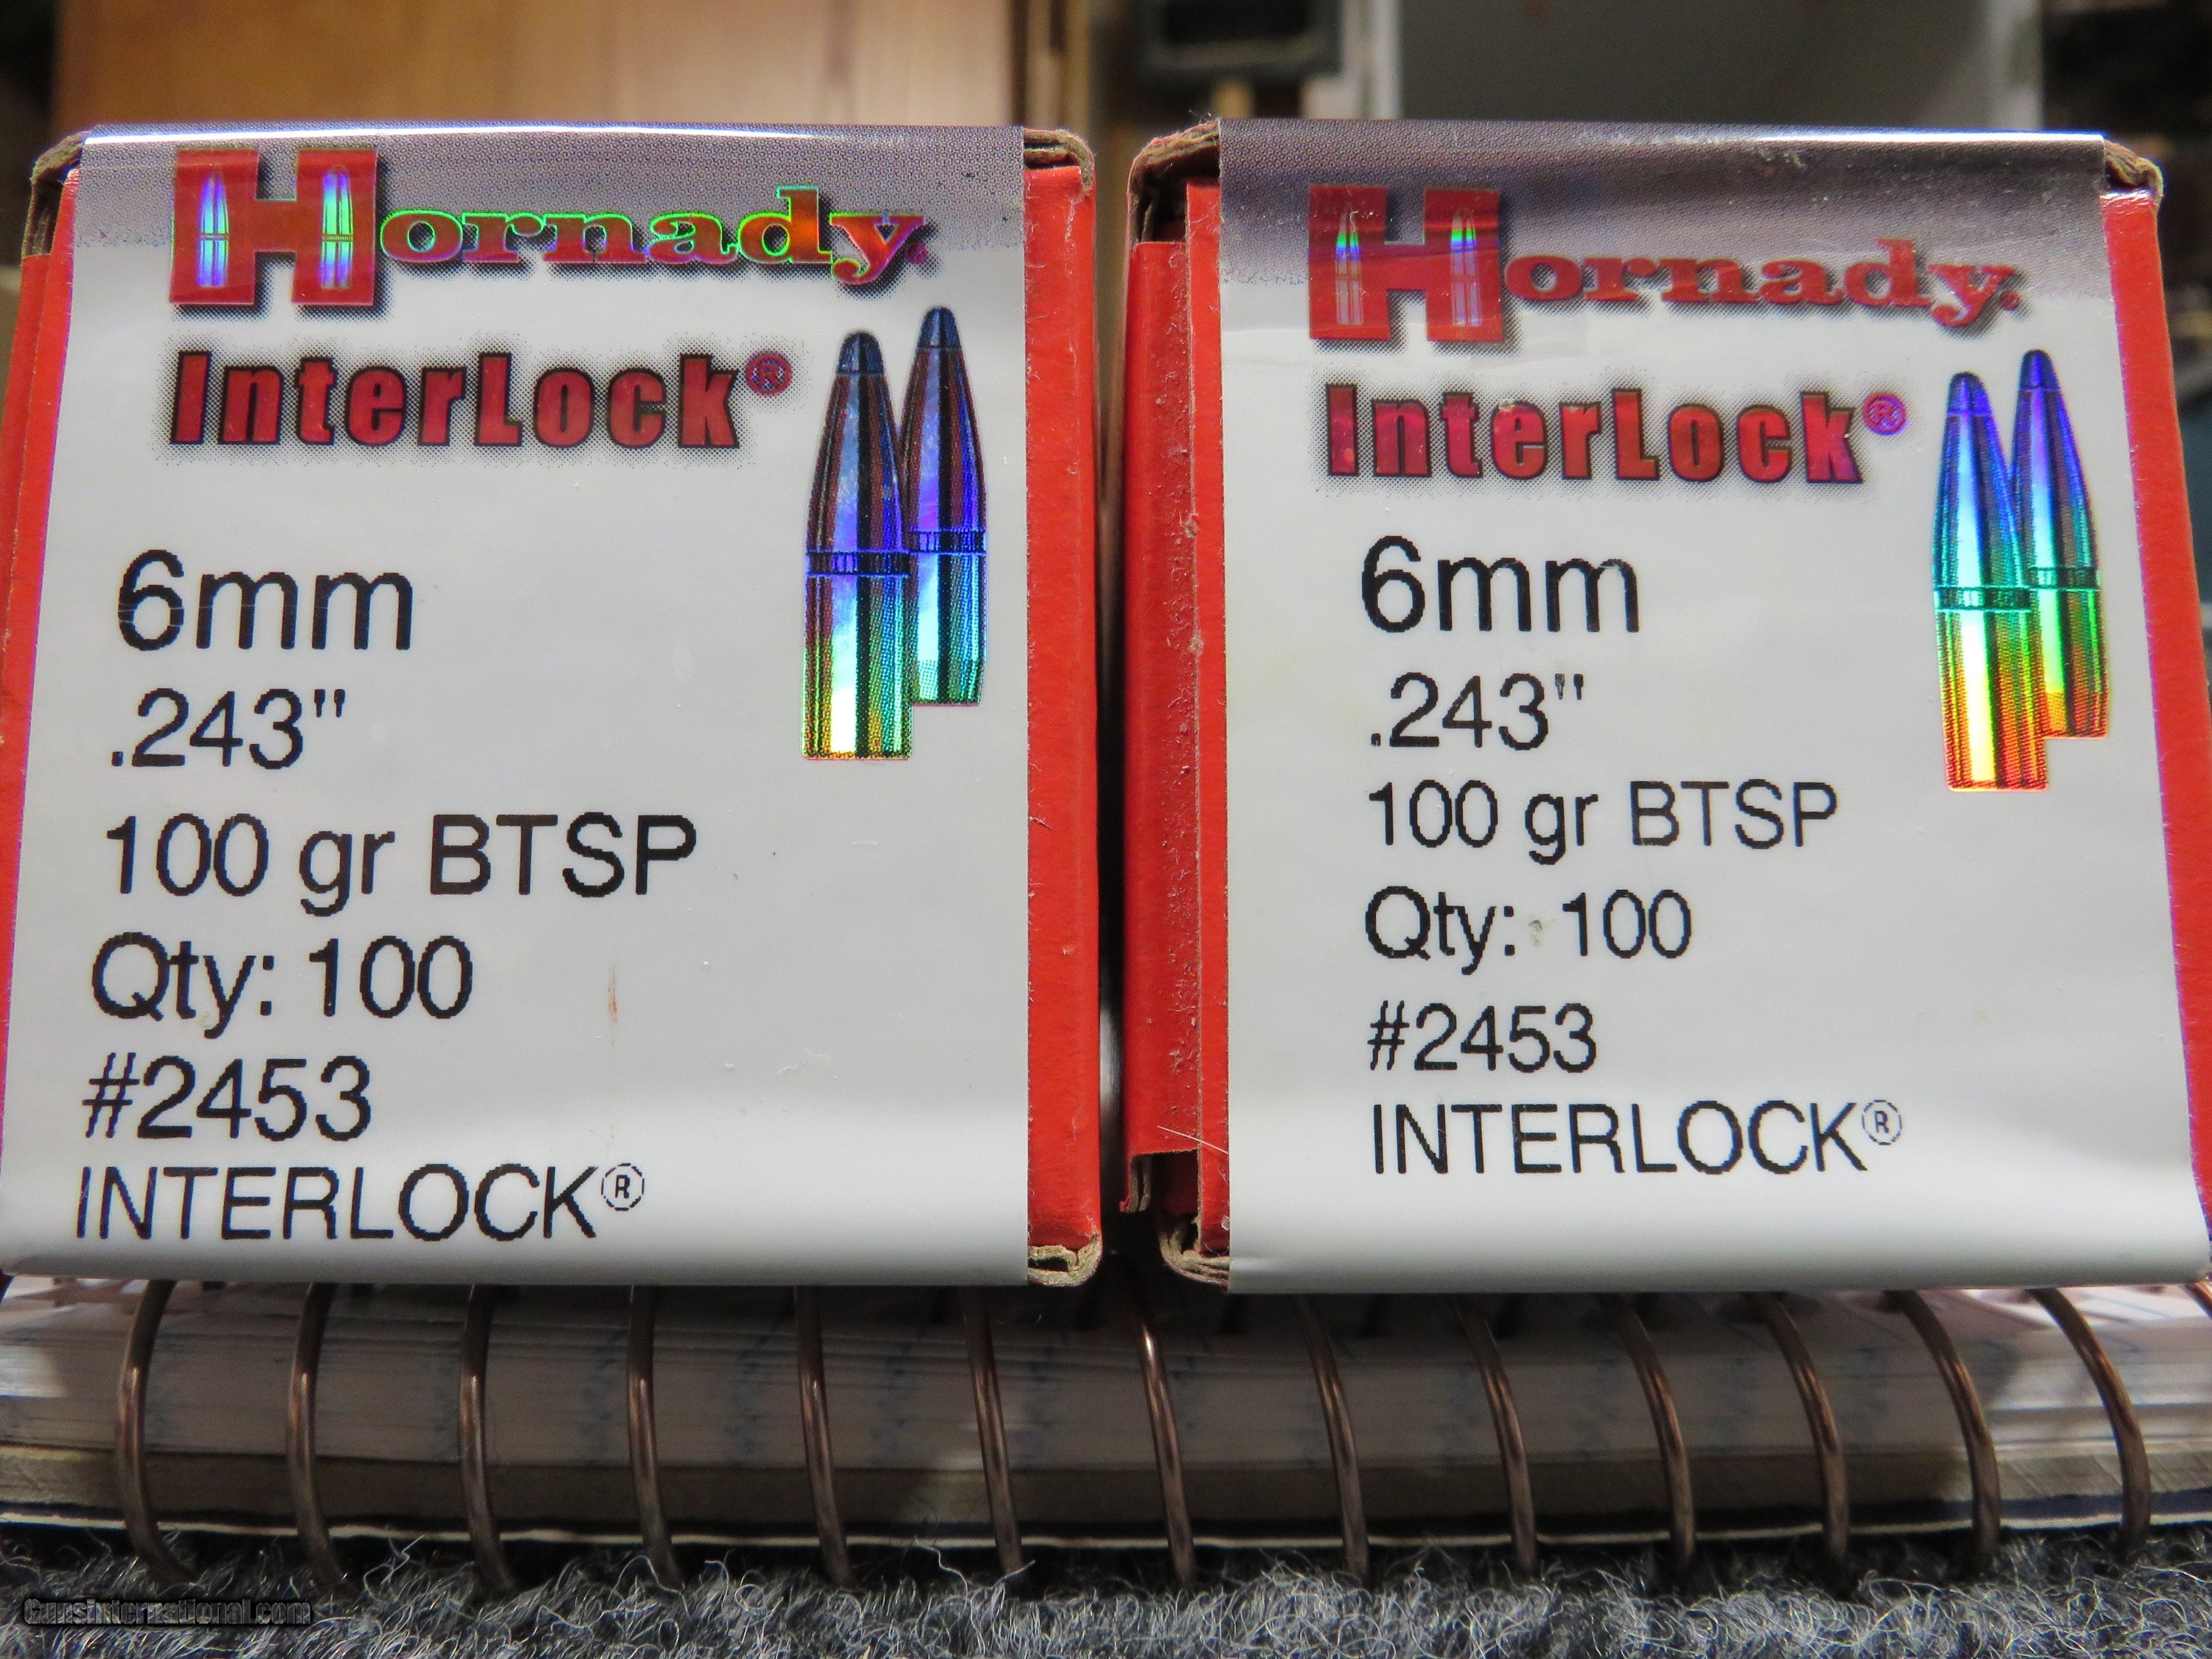 Hornady
InterLock®
6mm
.243"
100 gr BTSP
Qty: 100
#2453
INTERLOCK®
Hornady
InterLock®
6mm
.243"
100 gr BTSP
Qty: 100
#2453
INTERLOCK®
GunsInternational.com